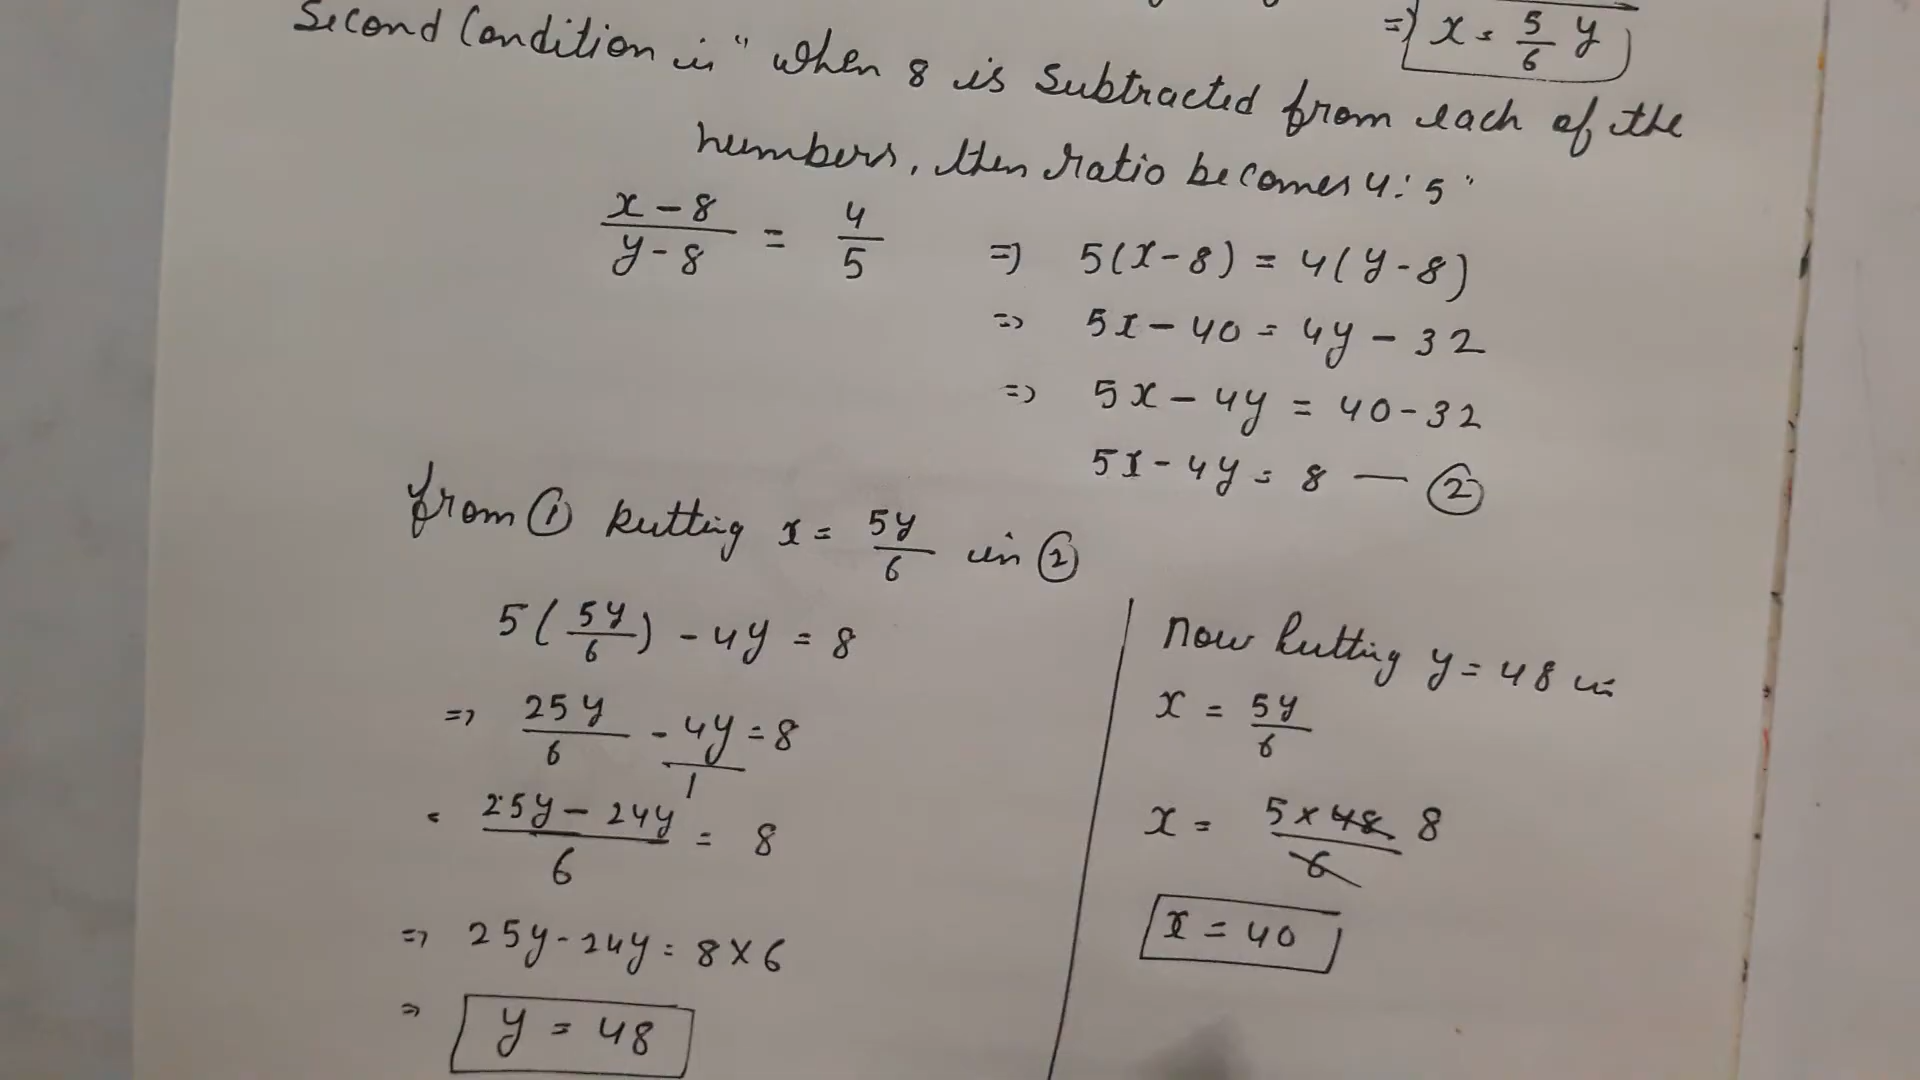 => x = 5/6 y
Second Condition is "when 8 is subtracted from each of the
numbers, then ratio becomes 4:5"
x-8/y-8 = 4/5 => 5(x-8) = 4(y-8)
=> 5x-40 = 4y-32
=> 5x-4y = 40-32
5x-4y = 8 — ②
from ① putting x = 5y/6 in ②
5(5y/6) - 4y = 8
=> 25y/6 - 4y/1 = 8
= 25y-24y/6 = 8
=> 25y-24y = 8×6
=> y = 48
Now putting y = 48 in
x = 5y/6
x = 5×48/6 8
x = 40